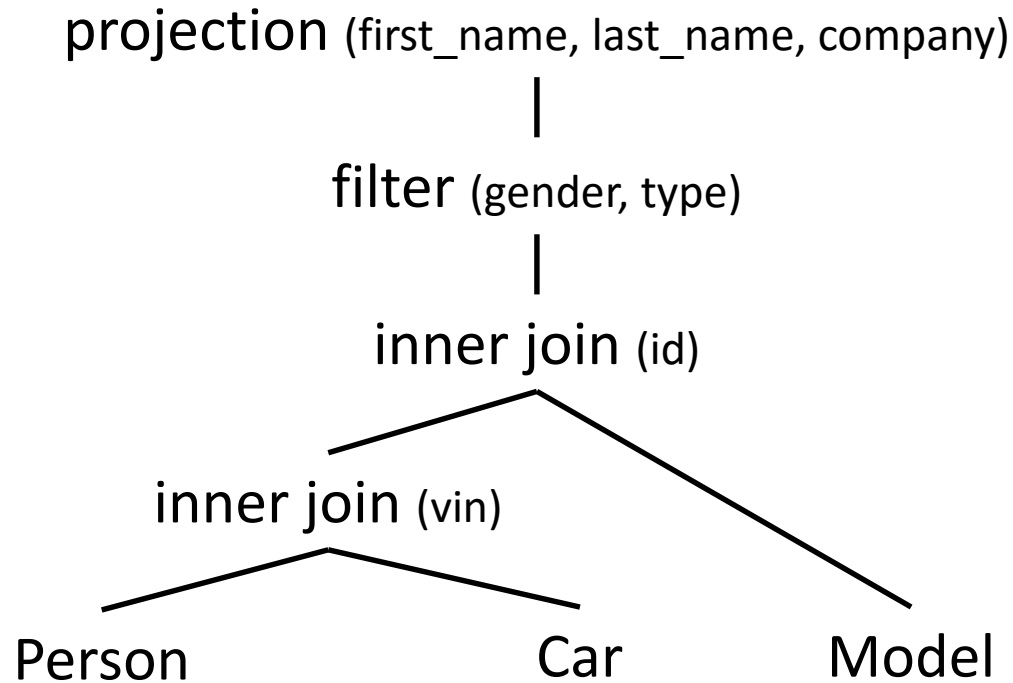 projection (first_name, last_name, company)
filter (gender, type)
inner join (id)
inner join (vin)
Person Car Model